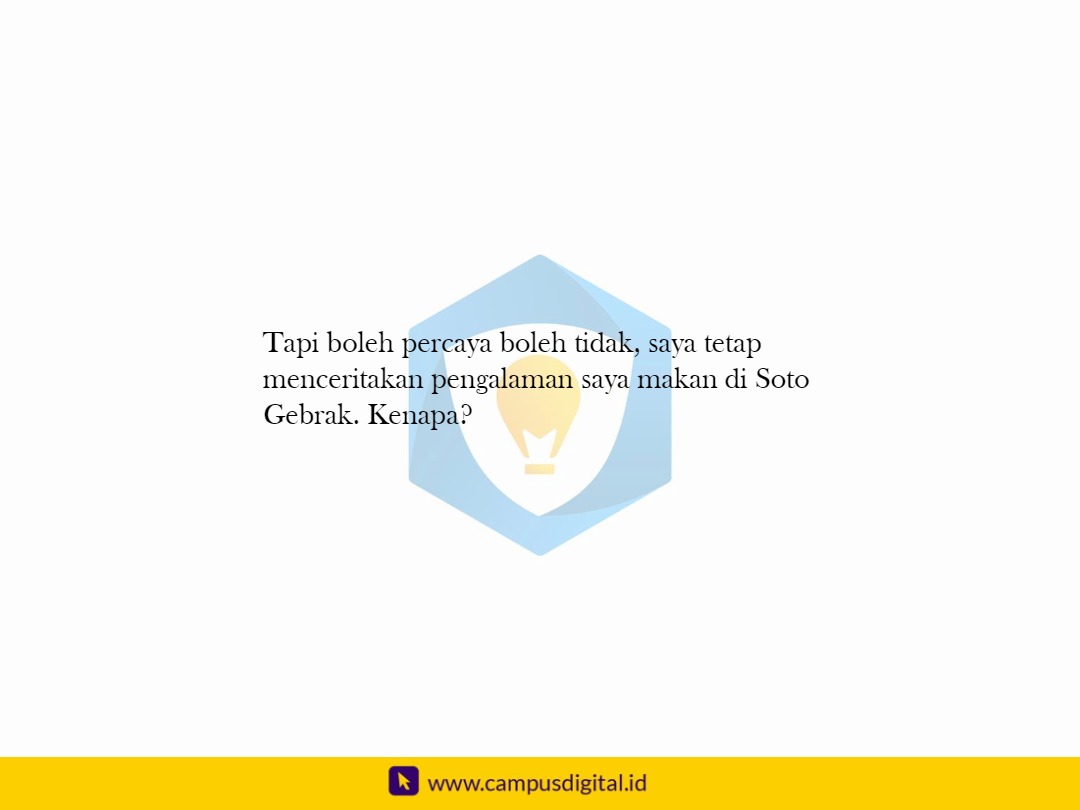 Tapi boleh percaya boleh tidak, saya tetap
menceritakan pengalaman saya makan di Soto
Gebrak. Kenapa?
www.campusdigital.id